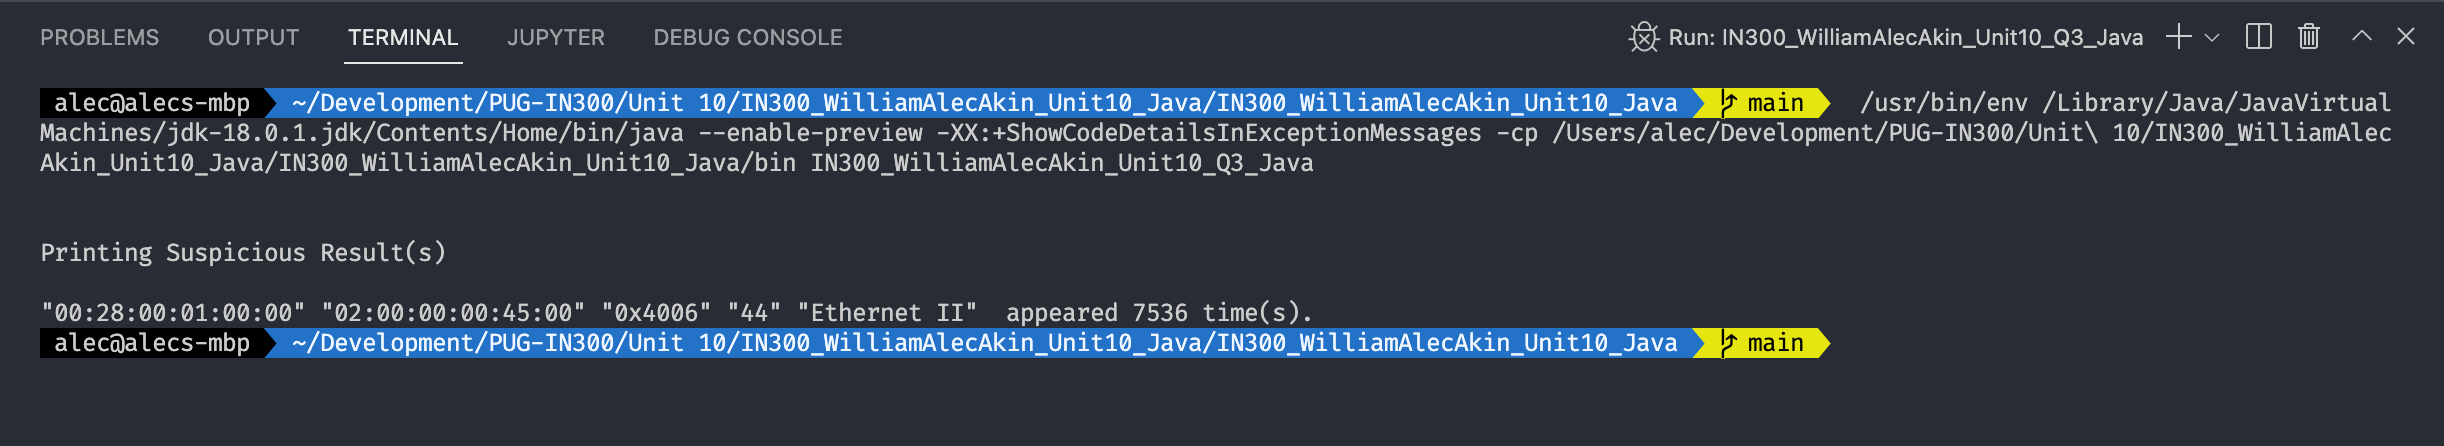 PROBLEMS OUTPUT TERMINAL JUPYTER DEBUG CONSOLE Run: IN300_WilliamAlecAkin_Unit10_Q3_Java
alec@alecs-mbp ~/Development/PUG-IN300/Unit 10/IN300_WilliamAlecAkin_Unit10_Java/IN300_WilliamAlecAkin_Unit10_Java main /usr/bin/env /Library/Java/JavaVirtual
Machines/jdk-18.0.1.jdk/Contents/Home/bin/java --enable-preview -XX:+ShowCodeDetailsInExceptionMessages -cp /Users/alec/Development/PUG-IN300/Unit\ 10/IN300_WilliamAlec
Akin_Unit10_Java/IN300_WilliamAlecAkin_Unit10_Java/bin IN300_WilliamAlecAkin_Unit10_Q3_Java
Printing Suspicious Result(s)
"00:28:00:01:00:00" "02:00:00:00:45:00" "0x4006" "44" "Ethernet II"  appeared 7536 time(s).
alec@alecs-mbp ~/Development/PUG-IN300/Unit 10/IN300_WilliamAlecAkin_Unit10_Java/IN300_WilliamAlecAkin_Unit10_Java main